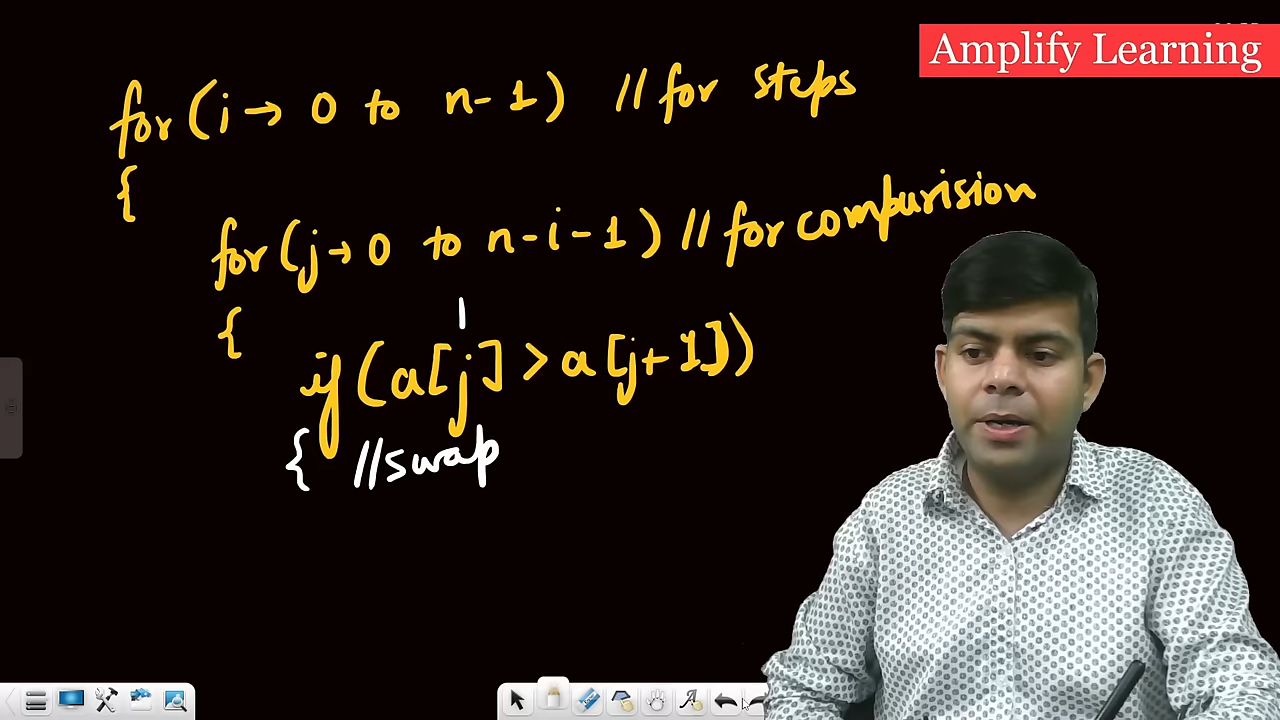 Amplify Learning
for (i → 0 to n-1) // for steps
{
for (j → 0 to n-i-1) // for comparision
{
if (a[j] > a[j+1])
{ //swap